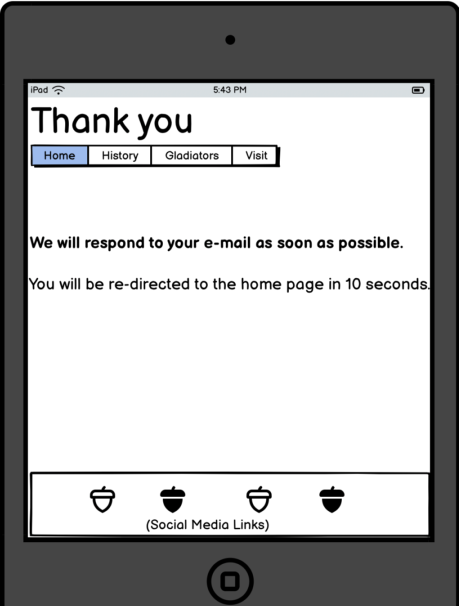 iPad
5:43 PM
Thank you
Home History Gladiators Visit
We will respond to your e-mail as soon as possible.
You will be re-directed to the home page in 10 seconds.
(Social Media Links)